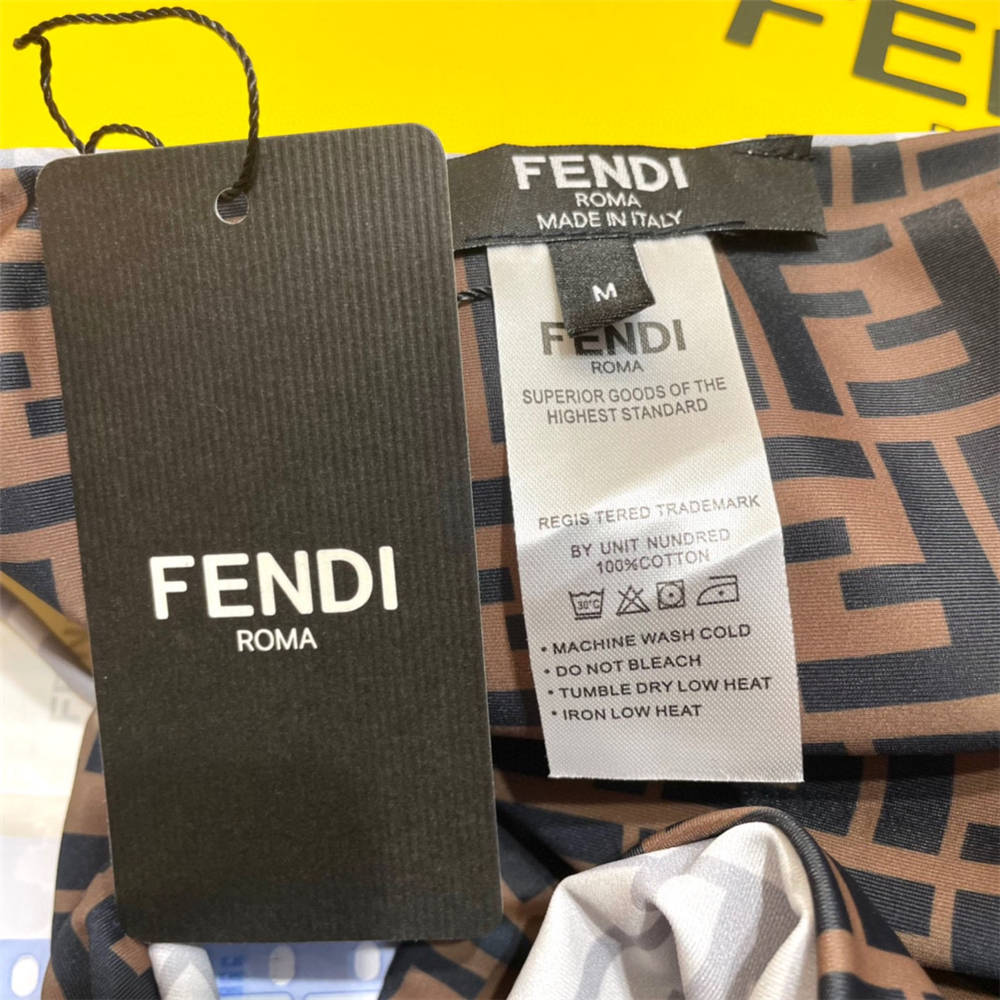 FENDI
ROMA
MADE IN ITALY
M
FENDI
ROMA
SUPERIOR GOODS OF THE
HIGHEST STANDARD
REGIS TERED TRADEMARK
BY UNIT NUNDRED
100%COTTON
30°C
• MACHINE WASH COLD
• DO NOT BLEACH
• TUMBLE DRY LOW HEAT
• IRON LOW HEAT
FENDI
ROMA